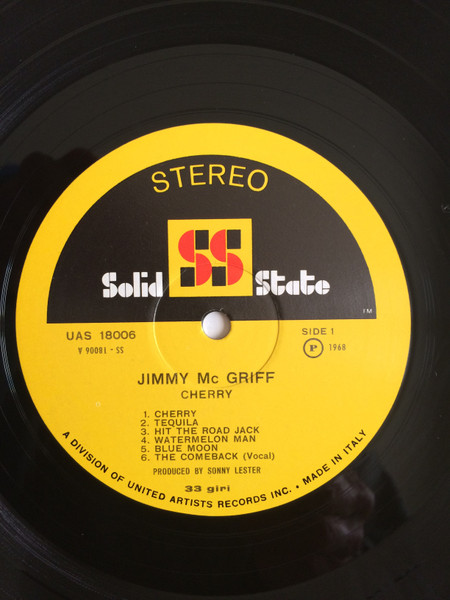 STEREO
SS
Solid State
TM
UAS 18006
V 90081 - SS
SIDE 1
P 1968
JIMMY Mc GRIFF
CHERRY
1. CHERRY
2. TEQUILA
3. HIT THE ROAD JACK
4. WATERMELON MAN
5. BLUE MOON
6. THE COMEBACK (Vocal)
PRODUCED BY SONNY LESTER
33 giri
A DIVISION OF UNITED ARTISTS RECORDS INC. • MADE IN ITALY